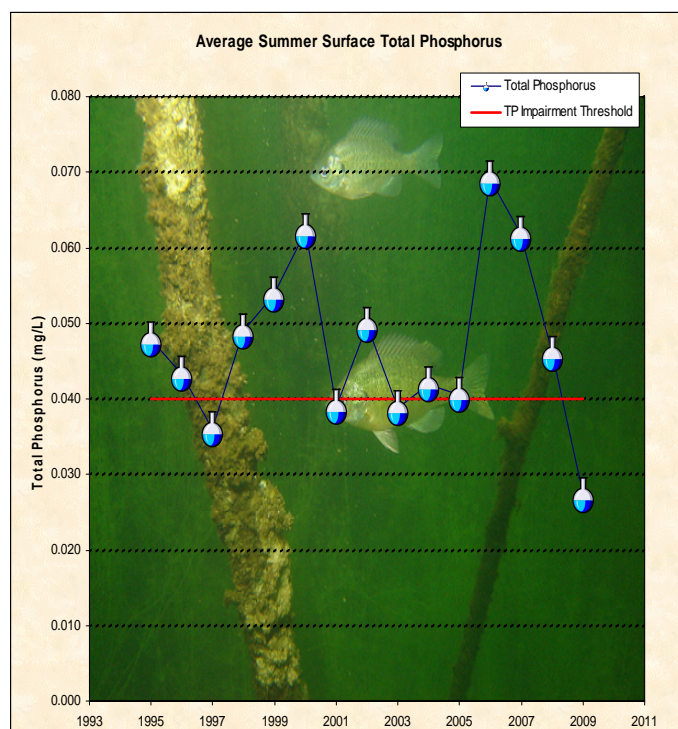 Average Summer Surface Total Phosphorus
Total Phosphorus
TP Impairment Threshold
Total Phosphorus (mg/L)
0.080
0.070
0.060
0.050
0.040
0.030
0.020
0.010
0.000
1993 1995 1997 1999 2001 2003 2005 2007 2009 2011